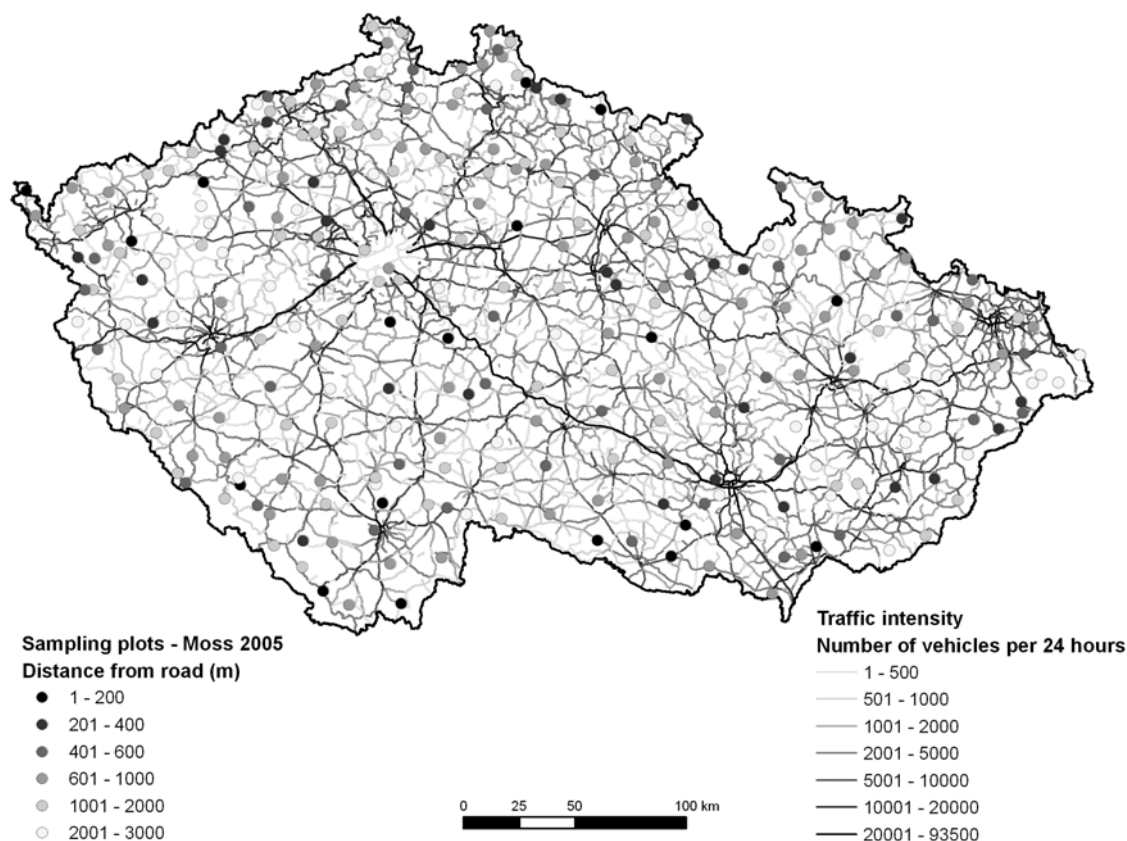 Sampling plots - Moss 2005
Distance from road (m)
1 - 200
201 - 400
401 - 600
601 - 1000
1001 - 2000
2001 - 3000
0 25 50 100 km
Traffic intensity
Number of vehicles per 24 hours
1 - 500
501 - 1000
1001 - 2000
2001 - 5000
5001 - 10000
10001 - 20000
20001 - 93500